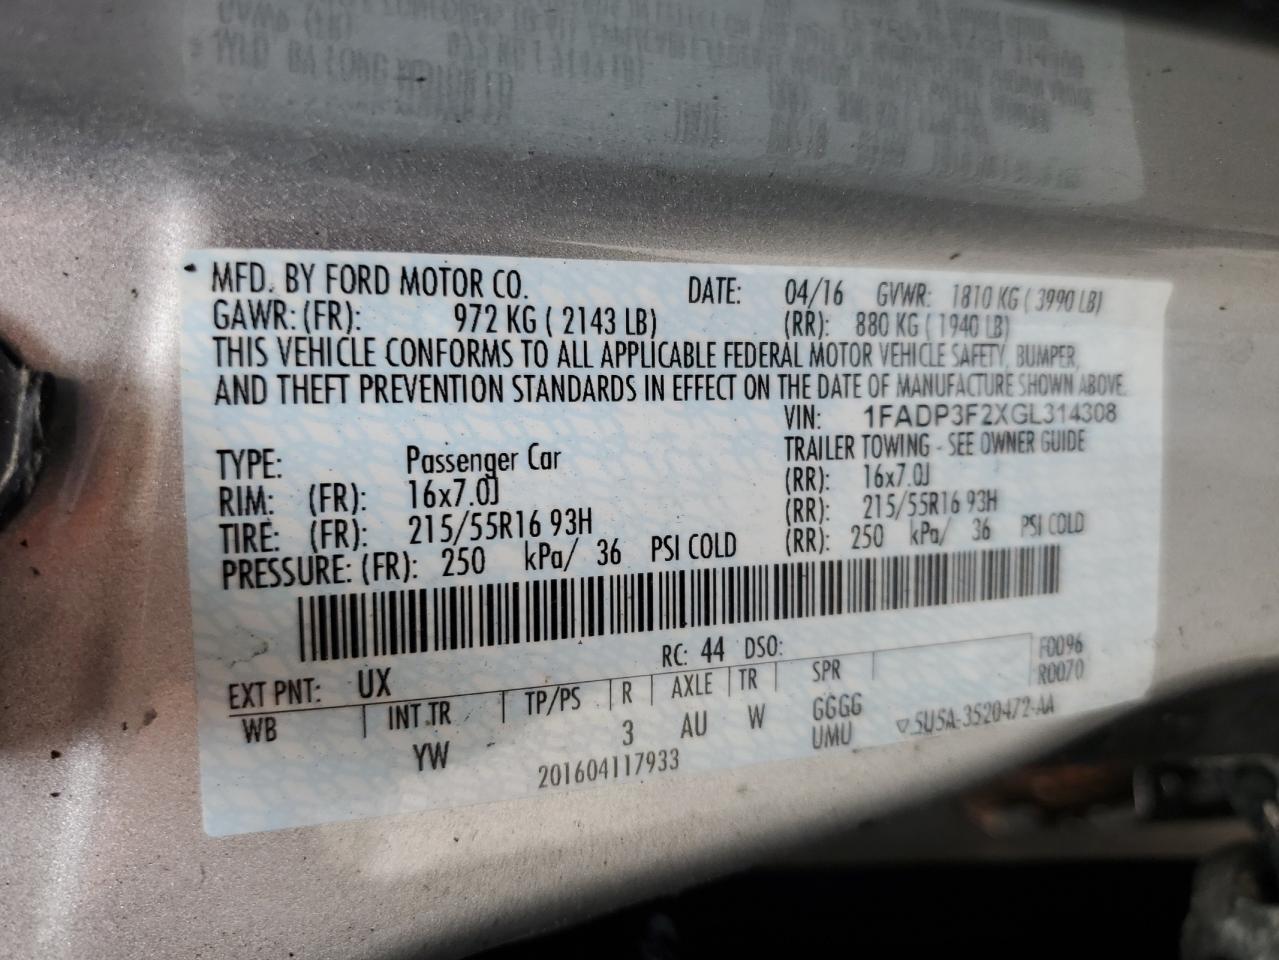 MFD. BY FORD MOTOR CO. DATE: 04/16 GVWR: 1810 KG ( 3990 LB)
GAWR: (FR): 972 KG ( 2143 LB) (RR): 880 KG ( 1940 LB)
THIS VEHICLE CONFORMS TO ALL APPLICABLE FEDERAL MOTOR VEHICLE SAFETY, BUMPER,
AND THEFT PREVENTION STANDARDS IN EFFECT ON THE DATE OF MANUFACTURE SHOWN ABOVE.
VIN: 1FADP3F2XGL314308
TYPE: Passenger Car TRAILER TOWING - SEE OWNER GUIDE
RIM: (FR): 16x7.0J (RR): 16x7.0J
TIRE: (FR): 215/55R16 93H (RR): 215/55R16 93H
PRESSURE: (FR): 250 kPa/ 36 PSI COLD (RR): 250 kPa/ 36 PSI COLD
RC: 44 DSO: F0096
EXT PNT: UX R0070
WB INT TR TP/PS R AXLE TR SPR
YW 3 AU W GGGG
UMU 5U5A-3520472-AA
201604117933